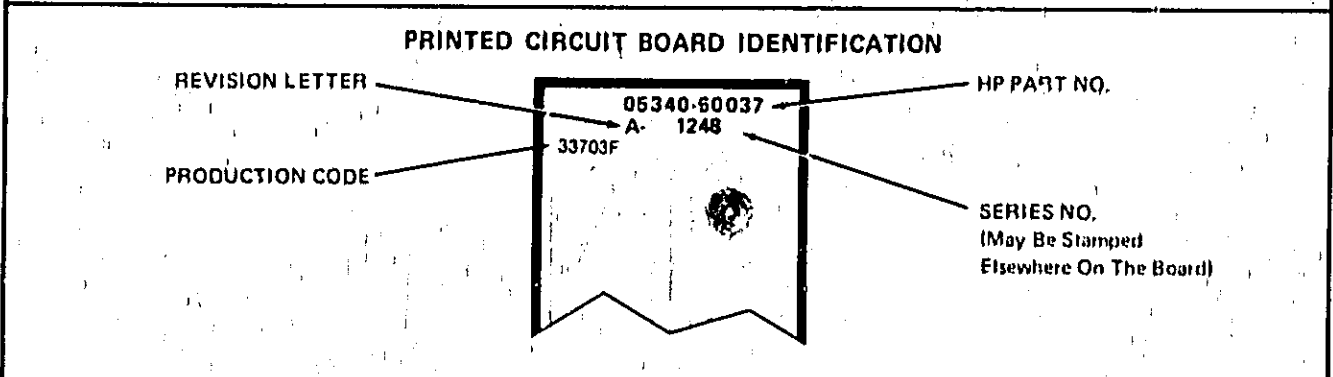 PRINTED CIRCUIT BOARD IDENTIFICATION
REVISION LETTER
HP PART NO.
05340-60037
A- 1248
33703F
PRODUCTION CODE
SERIES NO.
(May Be Stamped
Elsewhere On The Board)